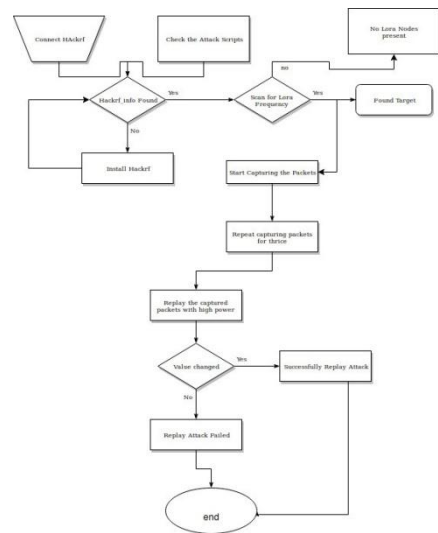 Connect HAckrf
Check the Attack Scripts
No Lora Nodes
present
no
Hackrf_info Found
Yes
Scan for Lora
Frequency
Yes
Found Target
No
Install Hackrf
Start Capturing the Packets
Repeat capturing packets
for thrice
Replay the captured
packets with high power
Value changed
Yes
Successfully Replay Attack
No
Replay Attack Failed
end